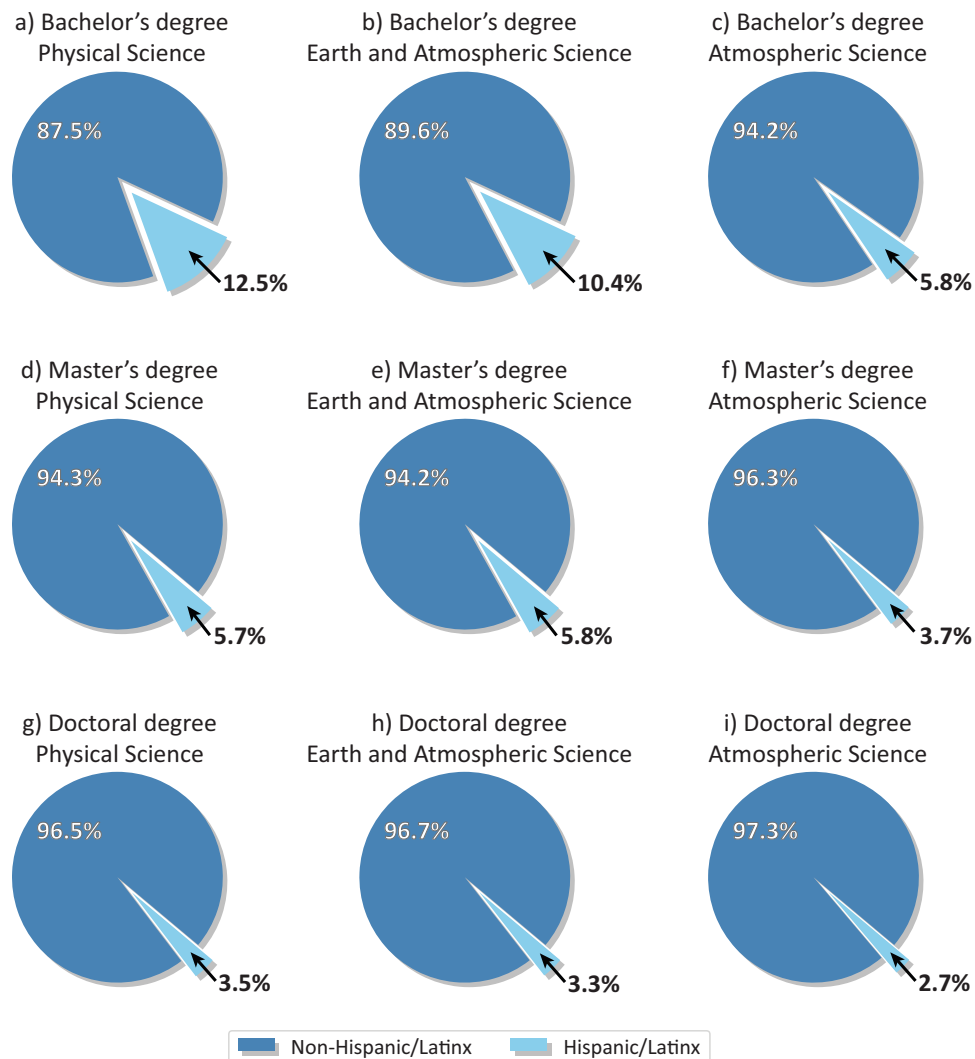 a) Bachelor's degree
Physical Science
87.5%
12.5%
b) Bachelor's degree
Earth and Atmospheric Science
89.6%
10.4%
c) Bachelor's degree
Atmospheric Science
94.2%
5.8%
d) Master's degree
Physical Science
94.3%
5.7%
e) Master's degree
Earth and Atmospheric Science
94.2%
5.8%
f) Master's degree
Atmospheric Science
96.3%
3.7%
g) Doctoral degree
Physical Science
96.5%
3.5%
h) Doctoral degree
Earth and Atmospheric Science
96.7%
3.3%
i) Doctoral degree
Atmospheric Science
97.3%
2.7%
Non-Hispanic/Latinx
Hispanic/Latinx